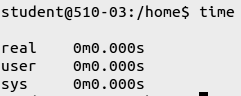 student@510-03:/home$ time
real 0m0.000s
user 0m0.000s
sys 0m0.000s